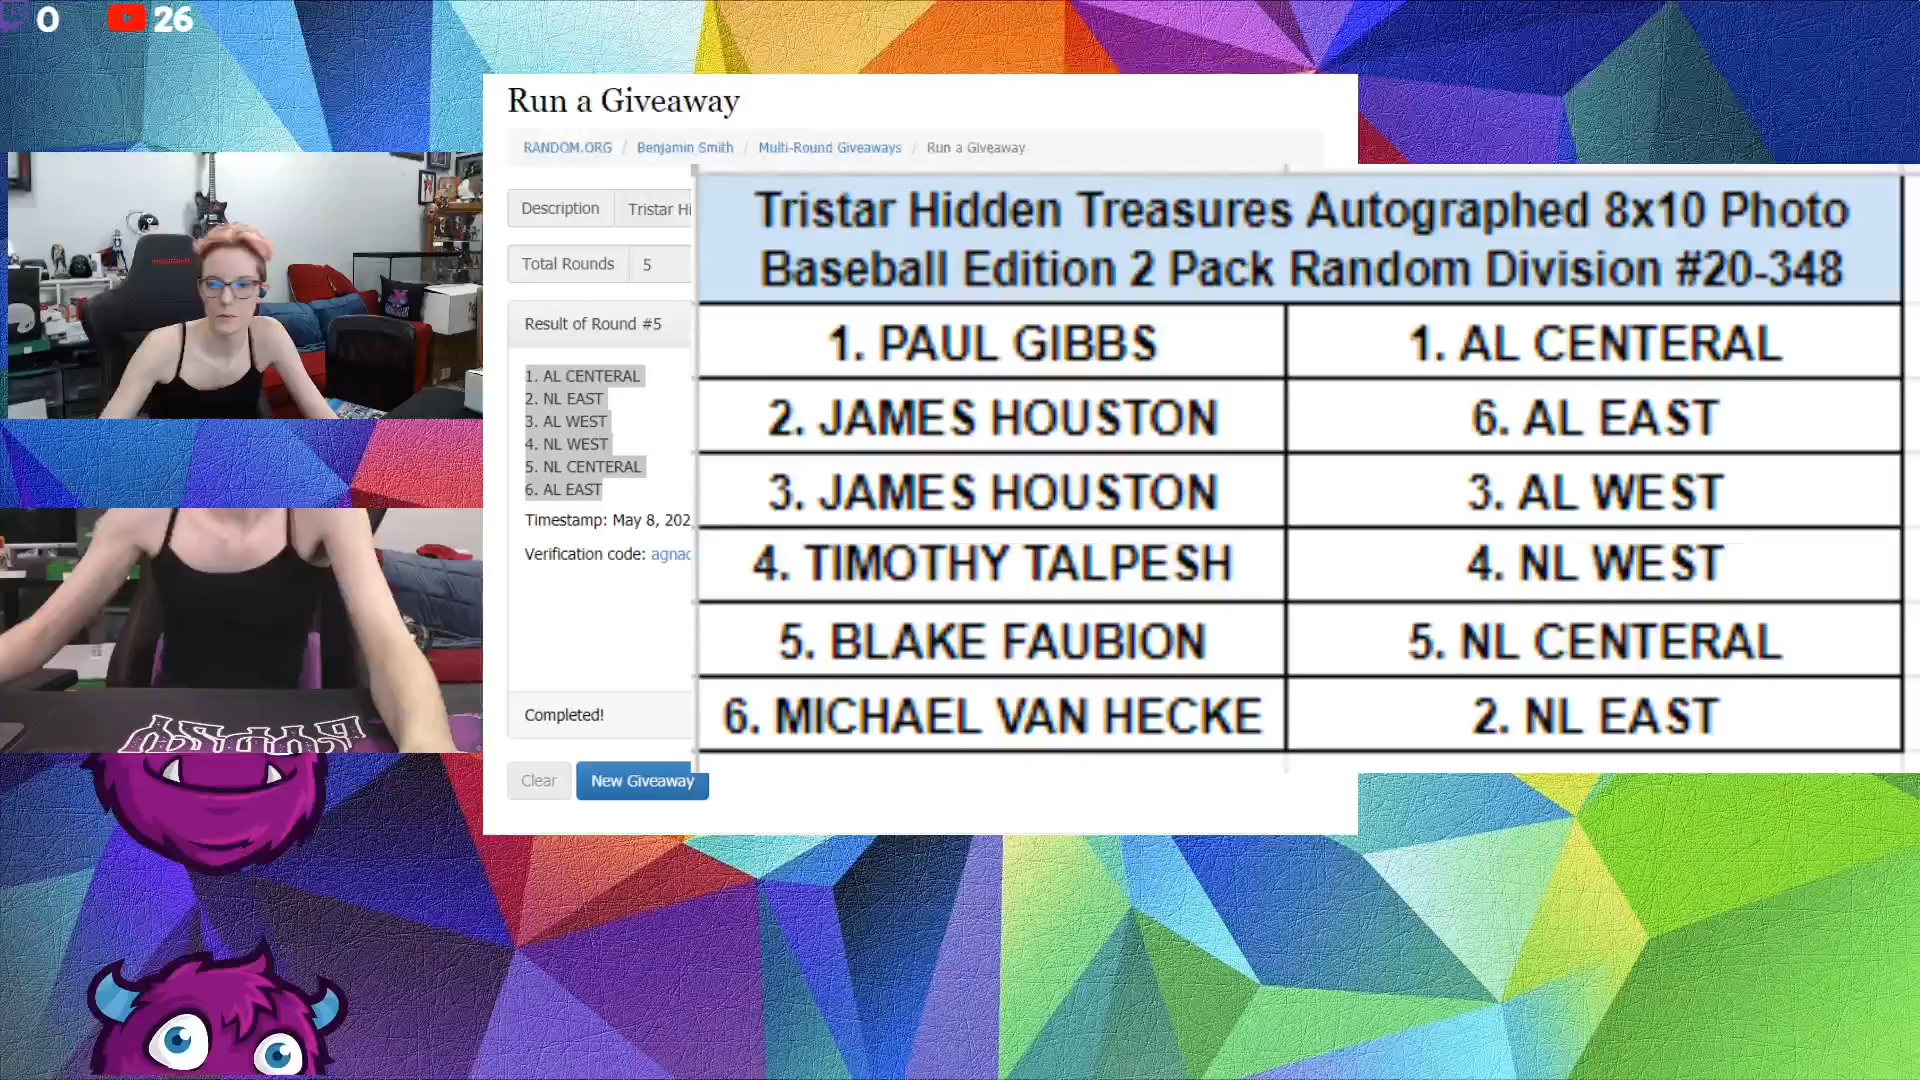 0 26
Run a Giveaway
RANDOM.ORG / Benjamin Smith / Multi-Round Giveaways / Run a Giveaway
Description Tristar Hi
Total Rounds 5
Result of Round #5
1. AL CENTERAL
2. NL EAST
3. AL WEST
4. NL WEST
5. NL CENTERAL
6. AL EAST
Timestamp: May 8, 202
Verification code: agnac
Completed!
Clear New Giveaway
Tristar Hidden Treasures Autographed 8x10 Photo
Baseball Edition 2 Pack Random Division #20-348
1. PAUL GIBBS 1. AL CENTERAL
2. JAMES HOUSTON 6. AL EAST
3. JAMES HOUSTON 3. AL WEST
4. TIMOTHY TALPESH 4. NL WEST
5. BLAKE FAUBION 5. NL CENTERAL
6. MICHAEL VAN HECKE 2. NL EAST